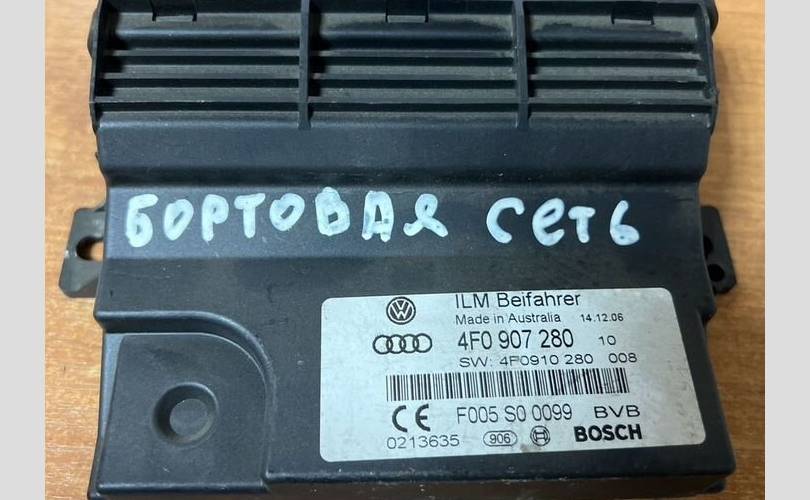 БОРТОВАЯ СЕТЬ
ILM Beifahrer
Made in Australia 14.12.06
4F0 907 280 10
SW: 4F0910 280 008
CE F005 S0 0099 BVB
0213635 906 BOSCH